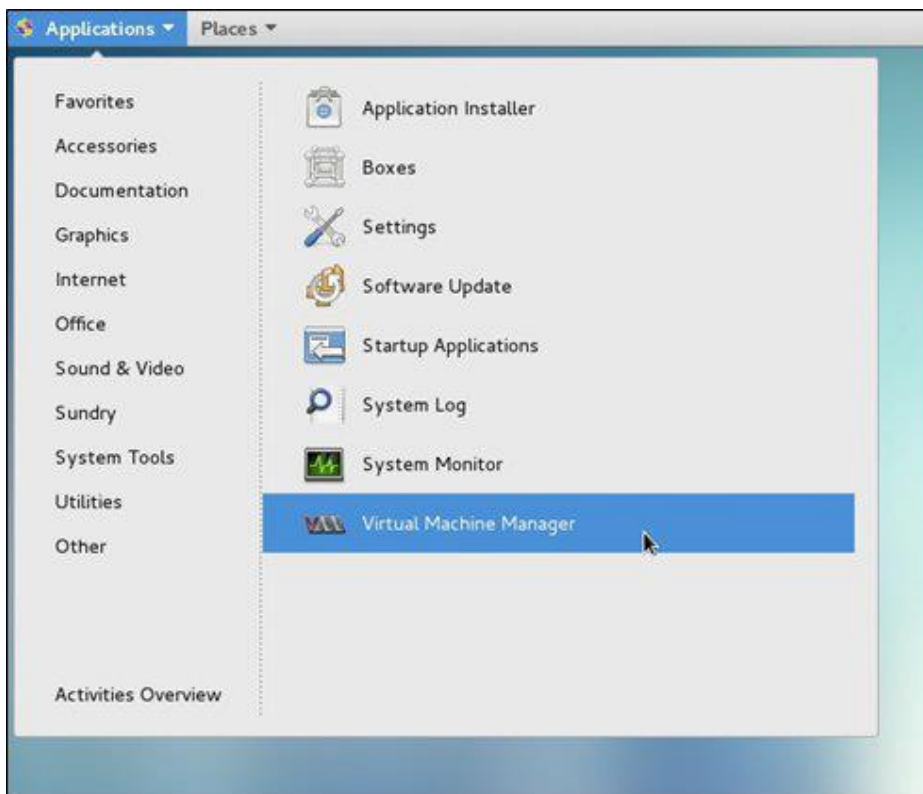 Applications Places
Favorites
Accessories
Documentation
Graphics
Internet
Office
Sound & Video
Sundry
System Tools
Utilities
Other
Activities Overview
Application Installer
Boxes
Settings
Software Update
Startup Applications
System Log
System Monitor
Virtual Machine Manager